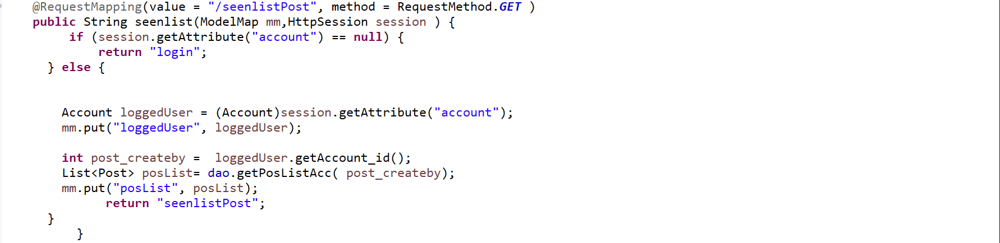 @RequestMapping(value = "/seenlistPost", method = RequestMethod.GET )
public String seenlist(ModelMap mm,HttpSession session ) {
if (session.getAttribute("account") == null) {
return "login";
} else {
Account loggedUser = (Account)session.getAttribute("account");
mm.put("loggedUser", loggedUser);
int post_createby =  loggedUser.getAccount_id();
List<Post> posList= dao.getPosListAcc( post_createby);
mm.put("posList", posList);
return "seenlistPost";
}
}